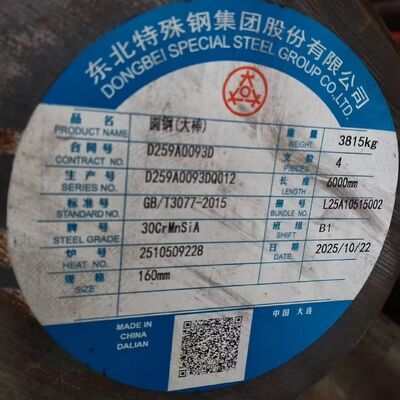 东北特殊钢集团股份有限公司
DONGBEI SPECIAL STEEL GROUP CO.,LTD.
大
品名 PRODUCT NAME 圆钢(大棒) 重量 WEIGHT 3815kg
合同号 CONTRACT NO. D259A0093D 支数 PIECES 4
生产号 SERIES NO. D259A0093DQ012 长度 LENGTH 6000mm
标准号 STANDARD NO. GB/T3077-2015 捆号 BUNDLE NO. L25A10515002
牌号 STEEL GRADE 30CrMnSiA 班组 SHIFT B1
炉号 HEAT NO. 2510509228 日期 DATE 2025/10/22
规格 SIZE 160mm
MADE IN
CHINA
DALIAN
中国 大连